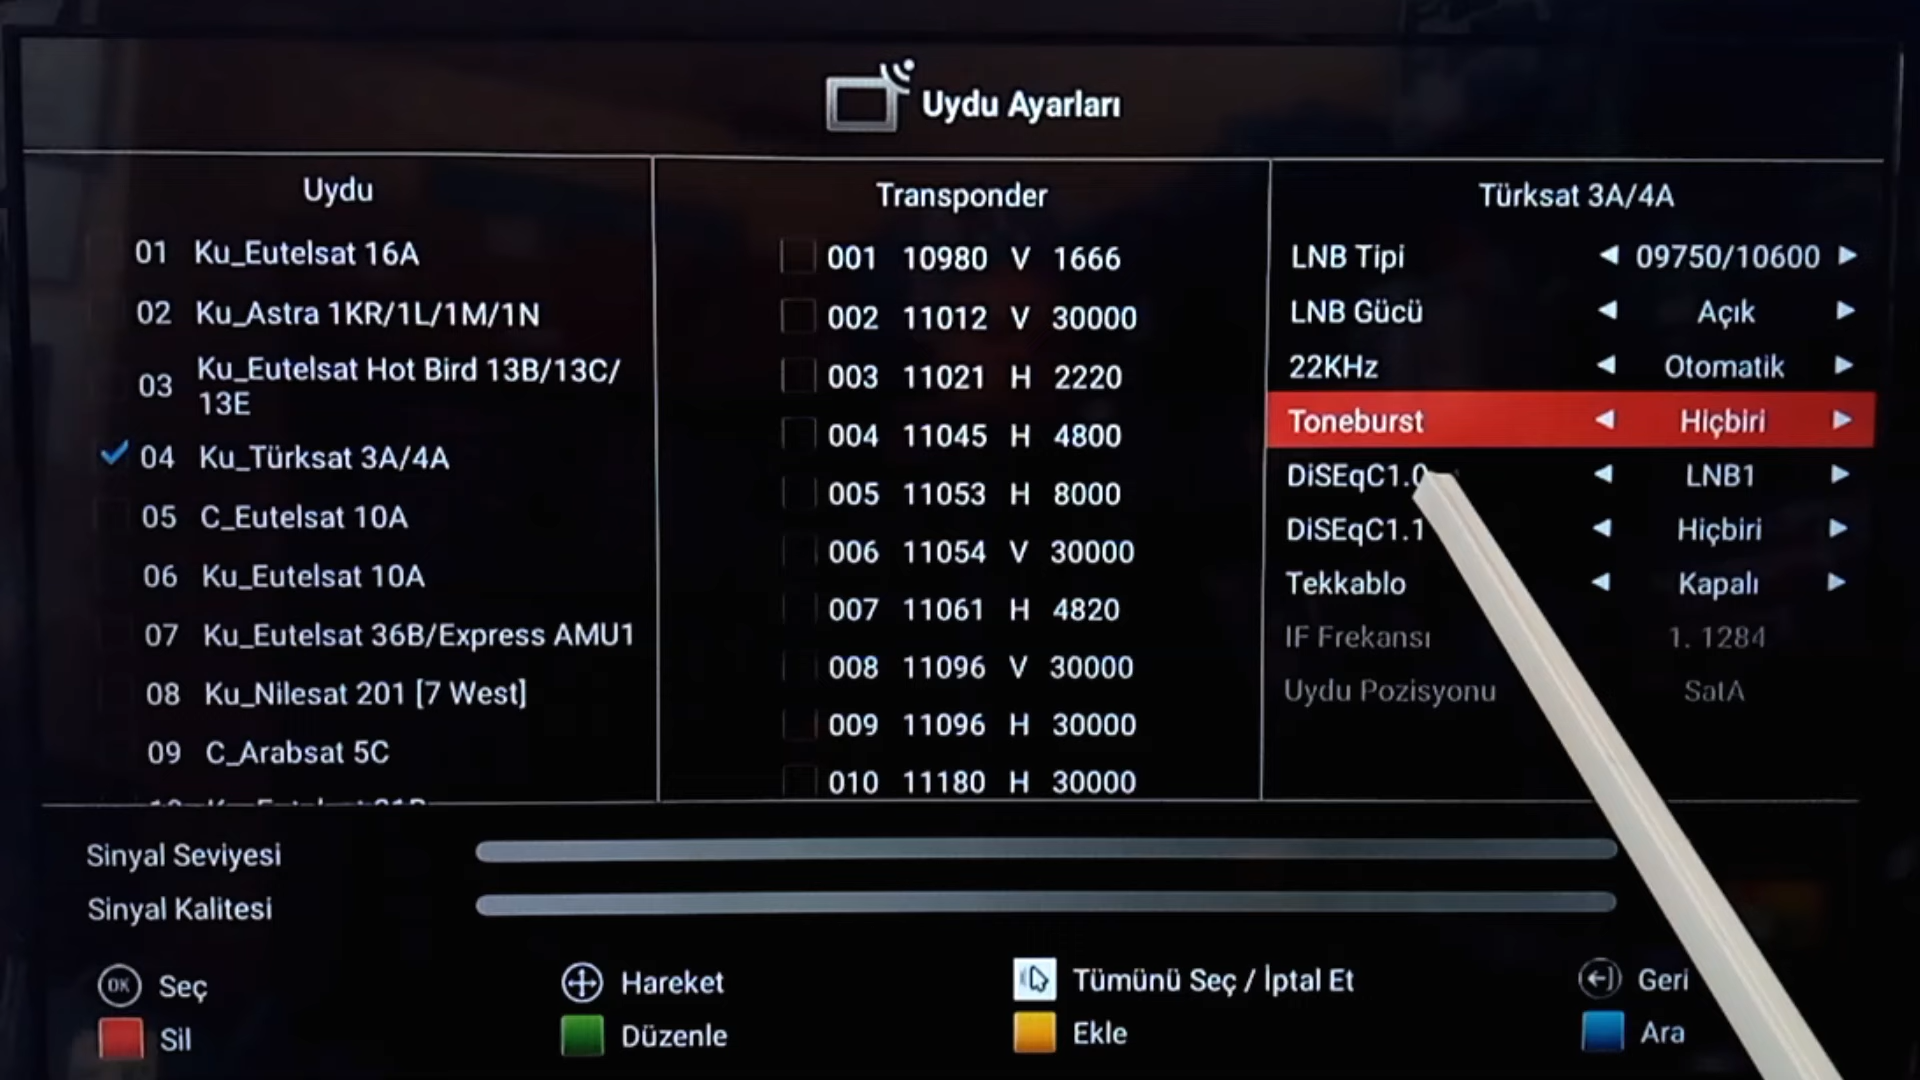 Uydu Ayarları
Uydu
01 Ku_Eutelsat 16A
02 Ku_Astra 1KR/1L/1M/1N
03 Ku_Eutelsat Hot Bird 13B/13C/
13E
04 Ku_Türksat 3A/4A
05 C_Eutelsat 10A
06 Ku_Eutelsat 10A
07 Ku_Eutelsat 36B/Express AMU1
08 Ku_Nilesat 201 [7 West]
09 C_Arabsat 5C
Transponder
001 10980 V 1666
002 11012 V 30000
003 11021 H 2220
004 11045 H 4800
005 11053 H 8000
006 11054 V 30000
007 11061 H 4820
008 11096 V 30000
009 11096 H 30000
010 11180 H 30000
Türksat 3A/4A
LNB Tipi 09750/10600
LNB Gücü Açık
22KHz Otomatik
Toneburst Hiçbiri
DiSEqC1.0 LNB1
DiSEqC1.1 Hiçbiri
Tekkablo Kapalı
IF Frekansı 1. 1284
Uydu Pozisyonu SatA
Sinyal Seviyesi
Sinyal Kalitesi
OK Seç
Hareket
Tümünü Seç / İptal Et
Geri
Sil
Düzenle
Ekle
Ara